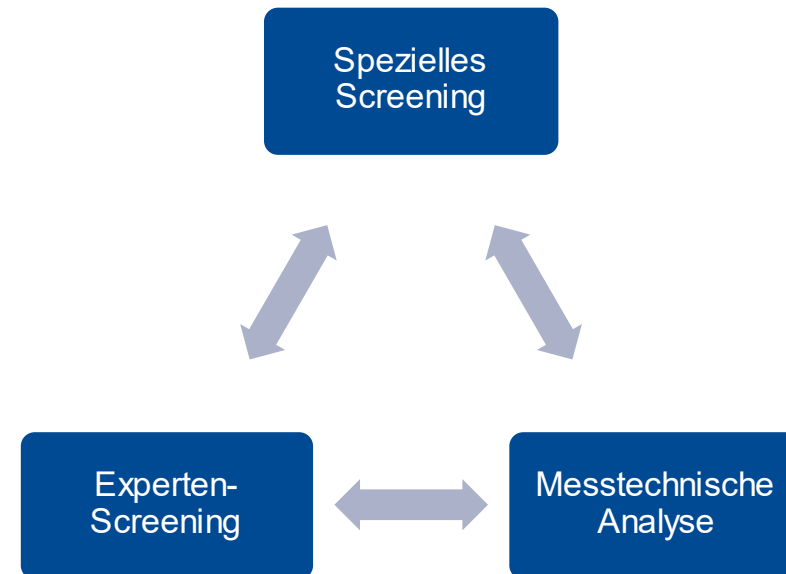 Spezielles
Screening
Experten-
Screening
Messtechnische
Analyse